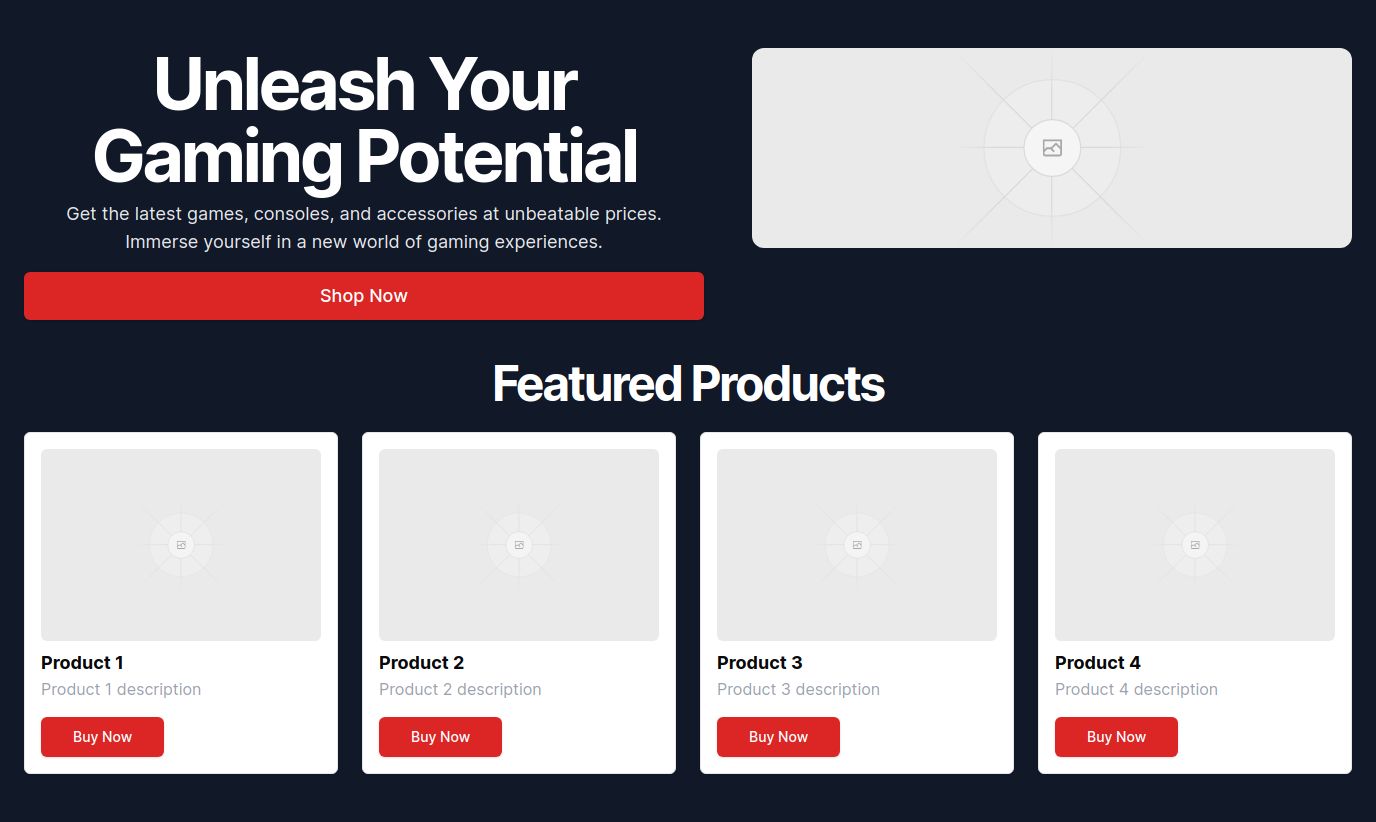 Unleash Your
Gaming Potential
Get the latest games, consoles, and accessories at unbeatable prices.
Immerse yourself in a new world of gaming experiences.
Shop Now
Featured Products
Product 1
Product 1 description
Buy Now
Product 2
Product 2 description
Buy Now
Product 3
Product 3 description
Buy Now
Product 4
Product 4 description
Buy Now